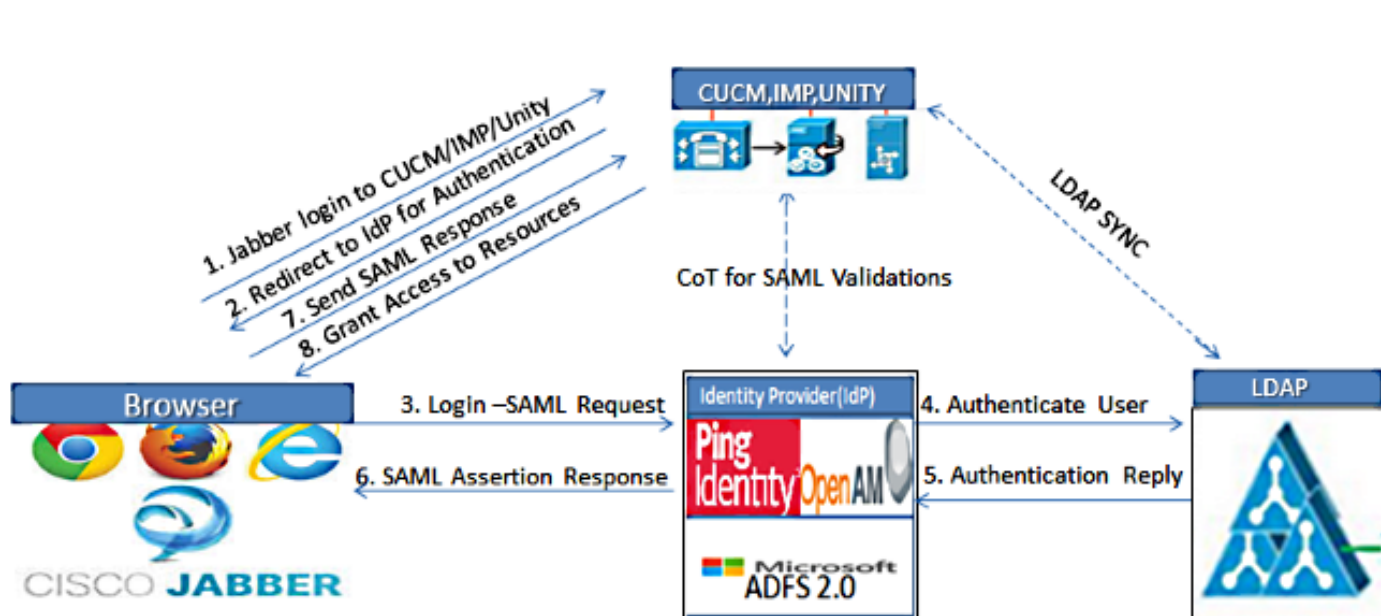 CUCM,IMP,UNITY
1. Jabber login to CUCM/IMP/Unity
2. Redirect to IdP for Authentication
7. Send SAML Response
8. Grant Access to Resources
LDAP SYNC
CoT for SAML Validations
Browser
3. Login –SAML Request
Identity Provider(IdP)
4. Authenticate User
LDAP
Ping
Identity
OpenAM
6. SAML Assertion Response
5. Authentication Reply
Microsoft
ADFS 2.0
CISCO JABBER